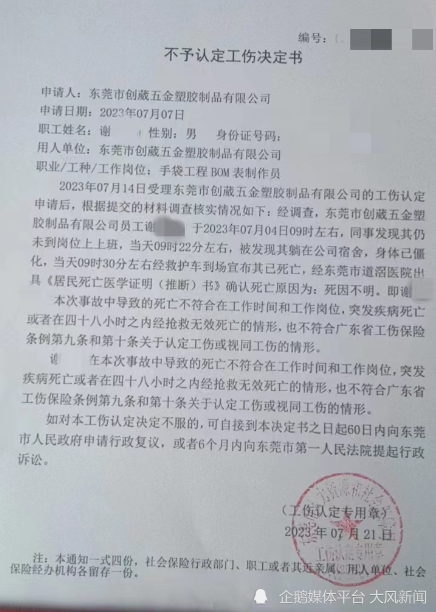 编号：
不予认定工伤决定书
申请人：东莞市创葳五金塑胶制品有限公司
申请日期：2023年07月07日
职工姓名：谢 性别：男 身份证号码：
用人单位：东莞市创葳五金塑胶制品有限公司
职业/工种/工作岗位：手袋工程BOM表制作员
2023年07月14日受理东莞市创葳五金塑胶制品有限公司的工伤认定
申请后，根据提交的材料调查核实情况如下：经调查，东莞市创葳五金塑
胶制品有限公司员工谢 于2023年07月04日09时左右，同事发现其仍
未到岗位上上班，当天09时22分左右，被发现其躺在公司宿舍，身体已僵
化，当天09时30分左右经救护车到场宣布其已死亡，经东莞市道滘医院出
具《居民死亡医学证明（推断）书》确认死亡原因为：死因不明。即谢
本次事故中导致的死亡不符合在工作时间和工作岗位，突发疾病死亡
或者在四十八小时之内经抢救无效死亡的情形，也不符合广东省工伤保险
条例第九条和第十条关于认定工伤或视同工伤的情形。
谢 在本次事故中导致的死亡不符合在工作时间和工作岗位，突发
疾病死亡或者在四十八小时之内经抢救无效死亡的情形，也不符合广东省
工伤保险条例第九条和第十条关于认定工伤或视同工伤的情形。
如对本工伤认定决定不服的，可自接到本决定书之日起60日内向东莞
市人民政府申请行政复议，或者6个月内向东莞市第一人民法院提起行政
诉讼。
（工伤认定专用章）
2023年07月21日
工伤认定专用章
注：本通知一式四份，社会保险行政部门、职工或者其近亲属、用人单位、社会
保险经办机构各留存一份。
企鹅媒体平台 大风新闻